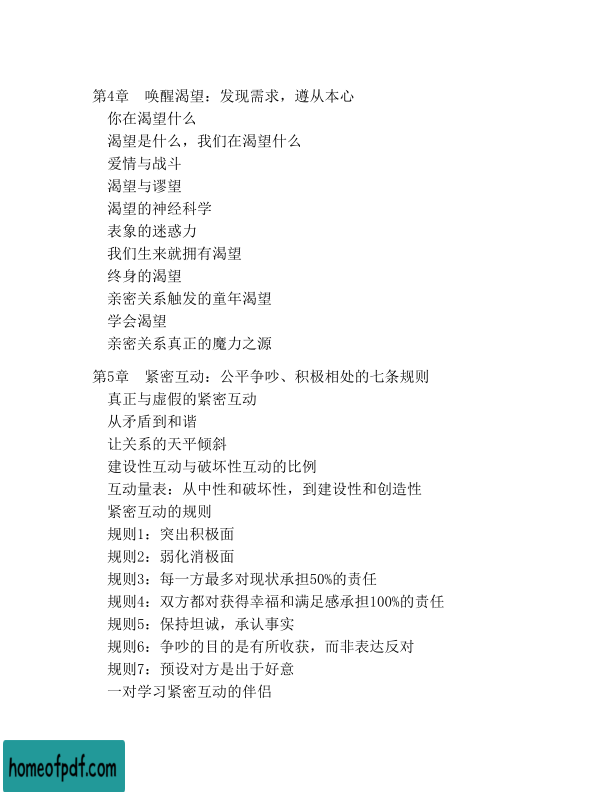 第4章　唤醒渴望：发现需求，遵从本心
你在渴望什么
渴望是什么，我们在渴望什么
爱情与战斗
渴望与谬望
渴望的神经科学
表象的迷惑力
我们生来就拥有渴望
终身的渴望
亲密关系触发的童年渴望
学会渴望
亲密关系真正的魔力之源
第5章　紧密互动：公平争吵、积极相处的七条规则
真正与虚假的紧密互动
从矛盾到和谐
让关系的天平倾斜
建设性互动与破坏性互动的比例
互动量表：从中性和破坏性，到建设性和创造性
紧密互动的规则
规则1：突出积极面
规则2：弱化消极面
规则3：每一方最多对现状承担50%的责任
规则4：双方都对获得幸福和满足感承担100%的责任
规则5：保持坦诚，承认事实
规则6：争吵的目的是有所收获，而非表达反对
规则7：预设对方是出于好意
一对学习紧密互动的伴侣
homeofpdf.com